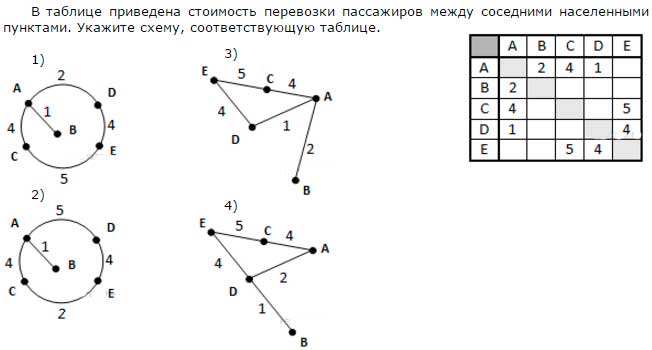 В таблице приведена стоимость перевозки пассажиров между соседними населенными
пунктами. Укажите схему, соответствующую таблице.
1)
2
A
D
1
B
4
4
C
E
5
3)
E
5
C
4
A
4
D
1
2
B
A B C D E
A 2 4 1
B 2
C 4 5
D 1 4
E 5 4
2)
5
A
D
1
B
4
4
C
E
2
4)
E
5
C
4
A
4
D
2
1
B